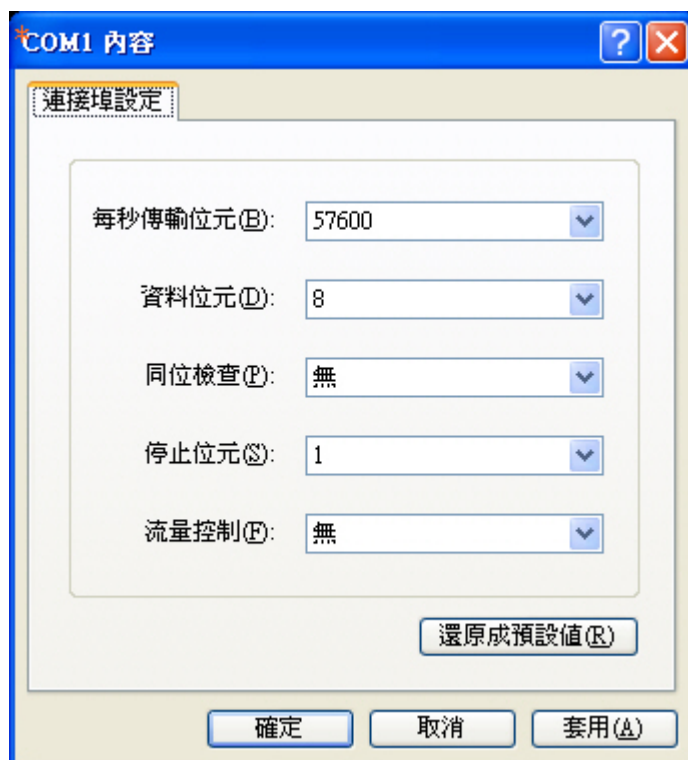 COM1 內容
連接埠設定
每秒傳輸位元(B): 57600
資料位元(D): 8
同位檢查(P): 無
停止位元(S): 1
流量控制(F): 無
還原成預設値(R)
確定 取消 套用(A)